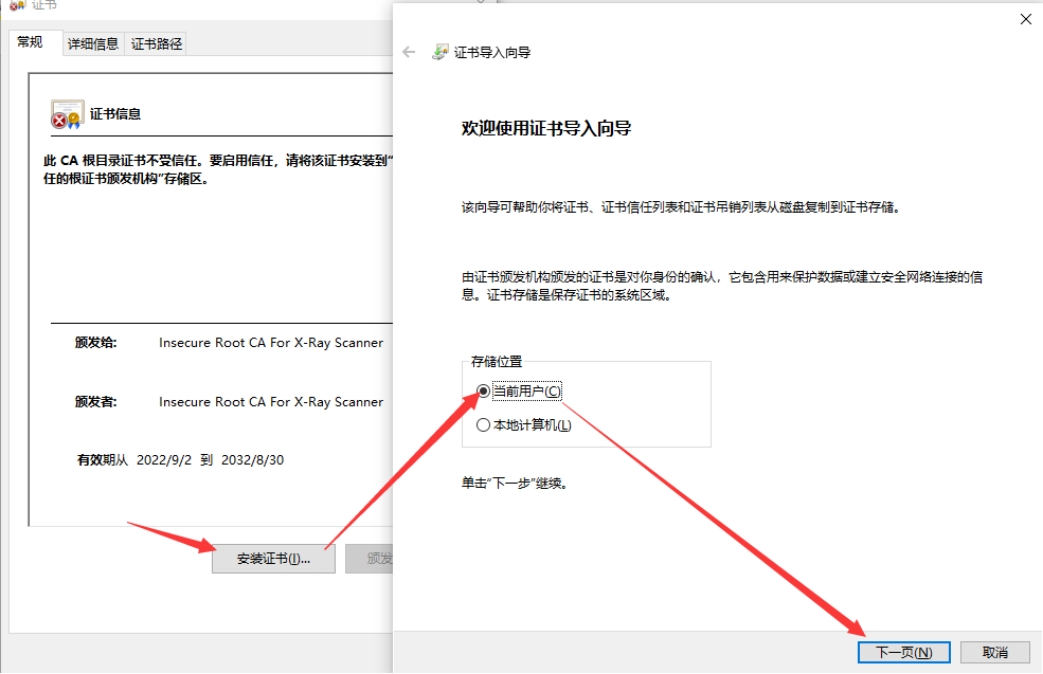 证书
常规
详细信息
证书路径
证书信息
此 CA 根目录证书不受信任。要启用信任，请将该证书安装到“
任的根证书颁发机构”存储区。
颁发给:
Insecure Root CA For X-Ray Scanner
颁发者:
Insecure Root CA For X-Ray Scanner
有效期从 2022/9/2 到 2032/8/30
安装证书(I)...
颁发
证书导入向导
欢迎使用证书导入向导
该向导可帮助你将证书、证书信任列表和证书吊销列表从磁盘复制到证书存储。
由证书颁发机构颁发的证书是对你身份的确认，它包含用来保护数据或建立安全网络连接的信
息。证书存储是保存证书的系统区域。
存储位置
当前用户(C)
本地计算机(L)
单击“下一步”继续。
下一页(N)
取消